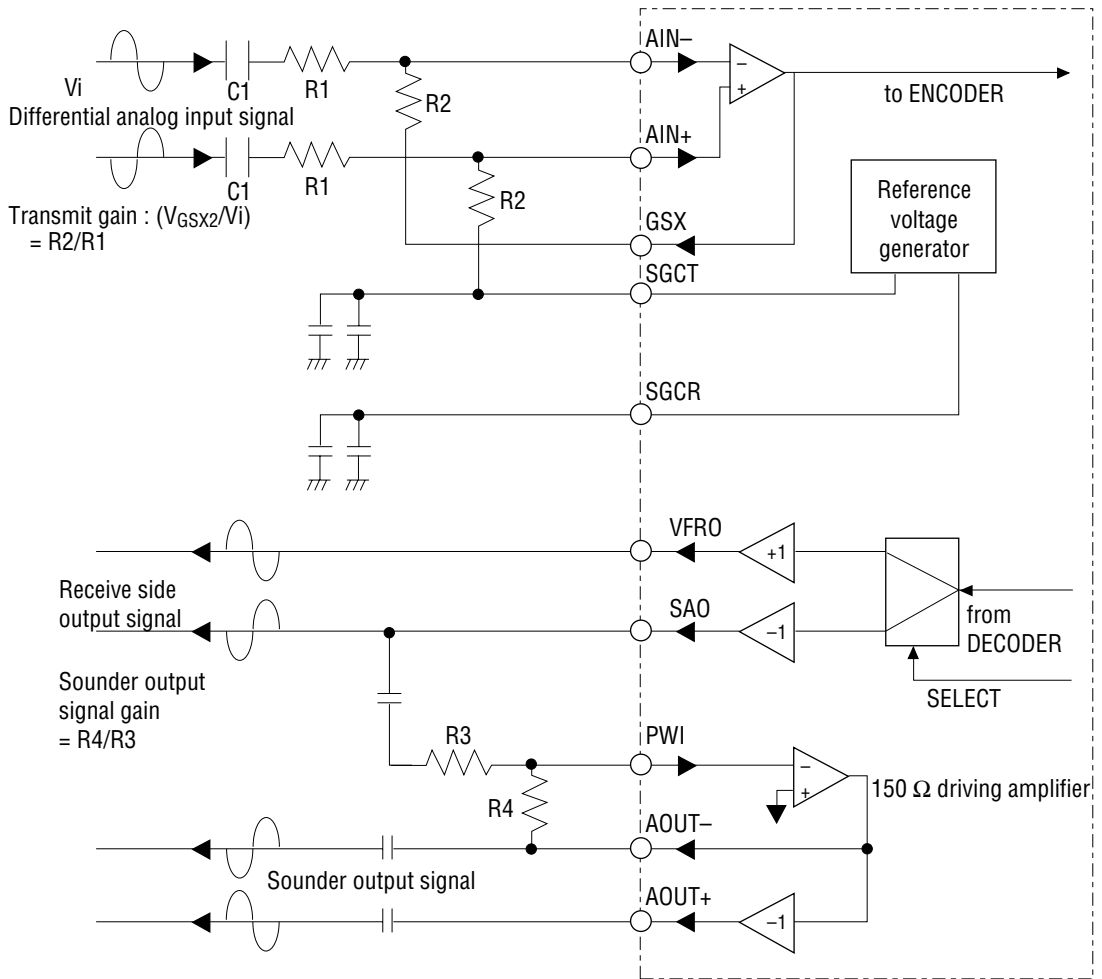 AIN–
–
+
to ENCODER
Vi
C1
R1
R2
Differential analog input signal
AIN+
C1
R1
R2
Reference
voltage
generator
Transmit gain : (VGSX2/Vi)
= R2/R1
GSX
SGCT
SGCR
VFRO
+1
Receive side
output signal
SAO
–1
from
DECODER
SELECT
Sounder output
signal gain
= R4/R3
R3
PWI
–
+
150 Ω driving amplifier
R4
AOUT–
Sounder output signal
AOUT+
–1